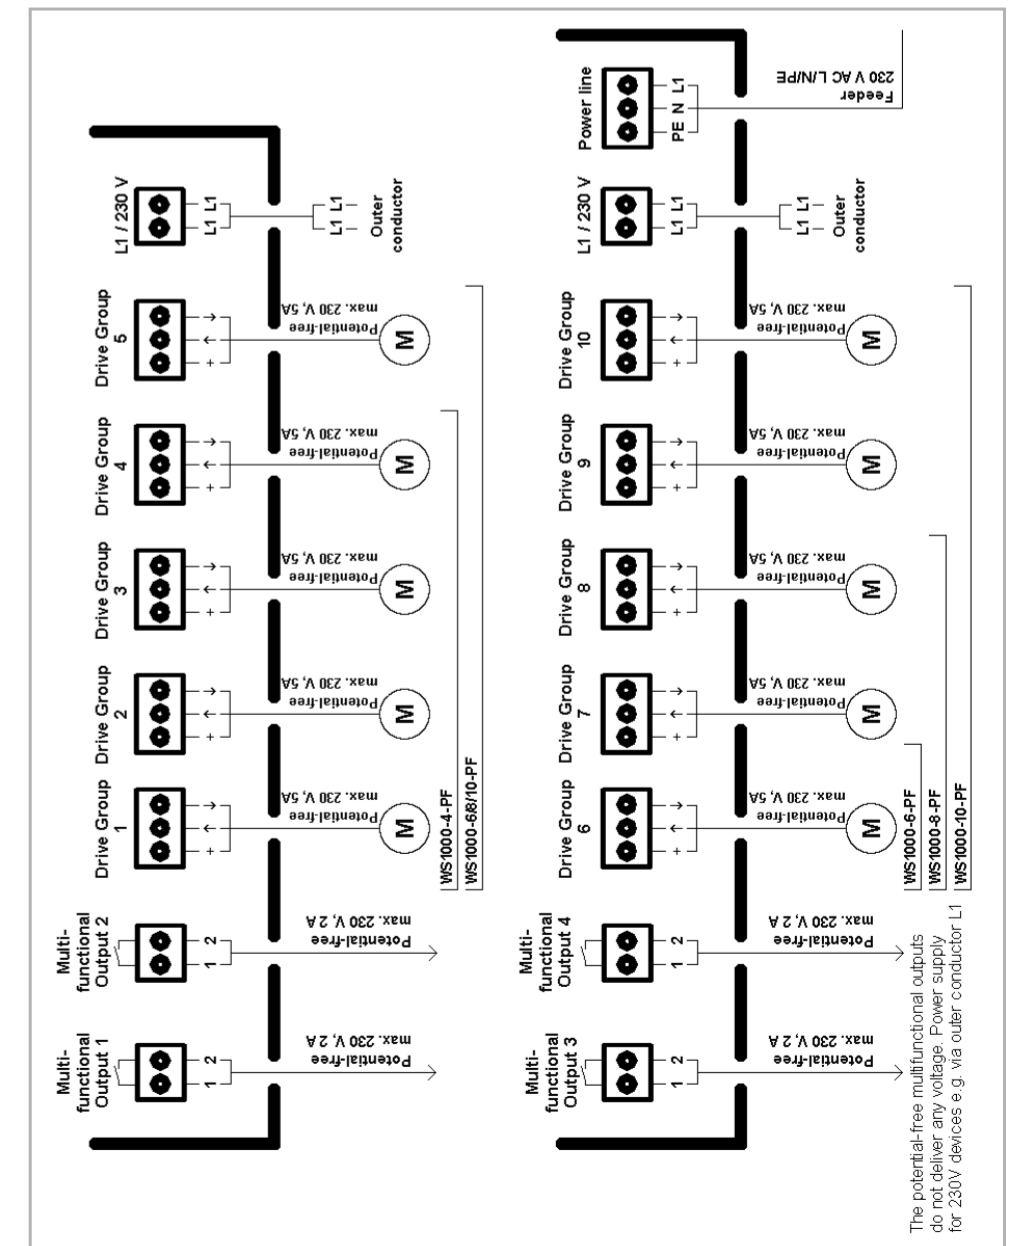 Multi-
functional
Output 1
1 2
Potential-free
max. 230 V, 2 A
Multi-
functional
Output 2
1 2
Potential-free
max. 230 V, 2 A
Drive Group
1
+ ↑ ↓
Potential-free
max. 230 V, 5A
M
Drive Group
2
+ ↑ ↓
Potential-free
max. 230 V, 5A
M
Drive Group
3
+ ↑ ↓
Potential-free
max. 230 V, 5A
M
Drive Group
4
+ ↑ ↓
Potential-free
max. 230 V, 5A
M
Drive Group
5
+ ↑ ↓
Potential-free
max. 230 V, 5A
M
L1 / 230 V
L1 L1
L1 L1
Outer
conductor
WS1000-4-PF
WS1000-6/8/10-PF
Multi-
functional
Output 3
1 2
Potential-free
max. 230 V, 2 A
Multi-
functional
Output 4
1 2
Potential-free
max. 230 V, 2 A
Drive Group
6
+ ↑ ↓
Potential-free
max. 230 V, 5A
M
Drive Group
7
+ ↑ ↓
Potential-free
max. 230 V, 5A
M
Drive Group
8
+ ↑ ↓
Potential-free
max. 230 V, 5A
M
Drive Group
9
+ ↑ ↓
Potential-free
max. 230 V, 5A
M
Drive Group
10
+ ↑ ↓
Potential-free
max. 230 V, 5A
M
L1 / 230 V
L1 L1
L1 L1
Outer
conductor
Power line
PE N L1
Feeder
230 V AC L/N/PE
WS1000-6-PF
WS1000-8-PF
WS1000-10-PF
The potential-free multifunctional outputs
do not deliver any voltage. Power supply
for 230V devices e.g. via outer conductor L1